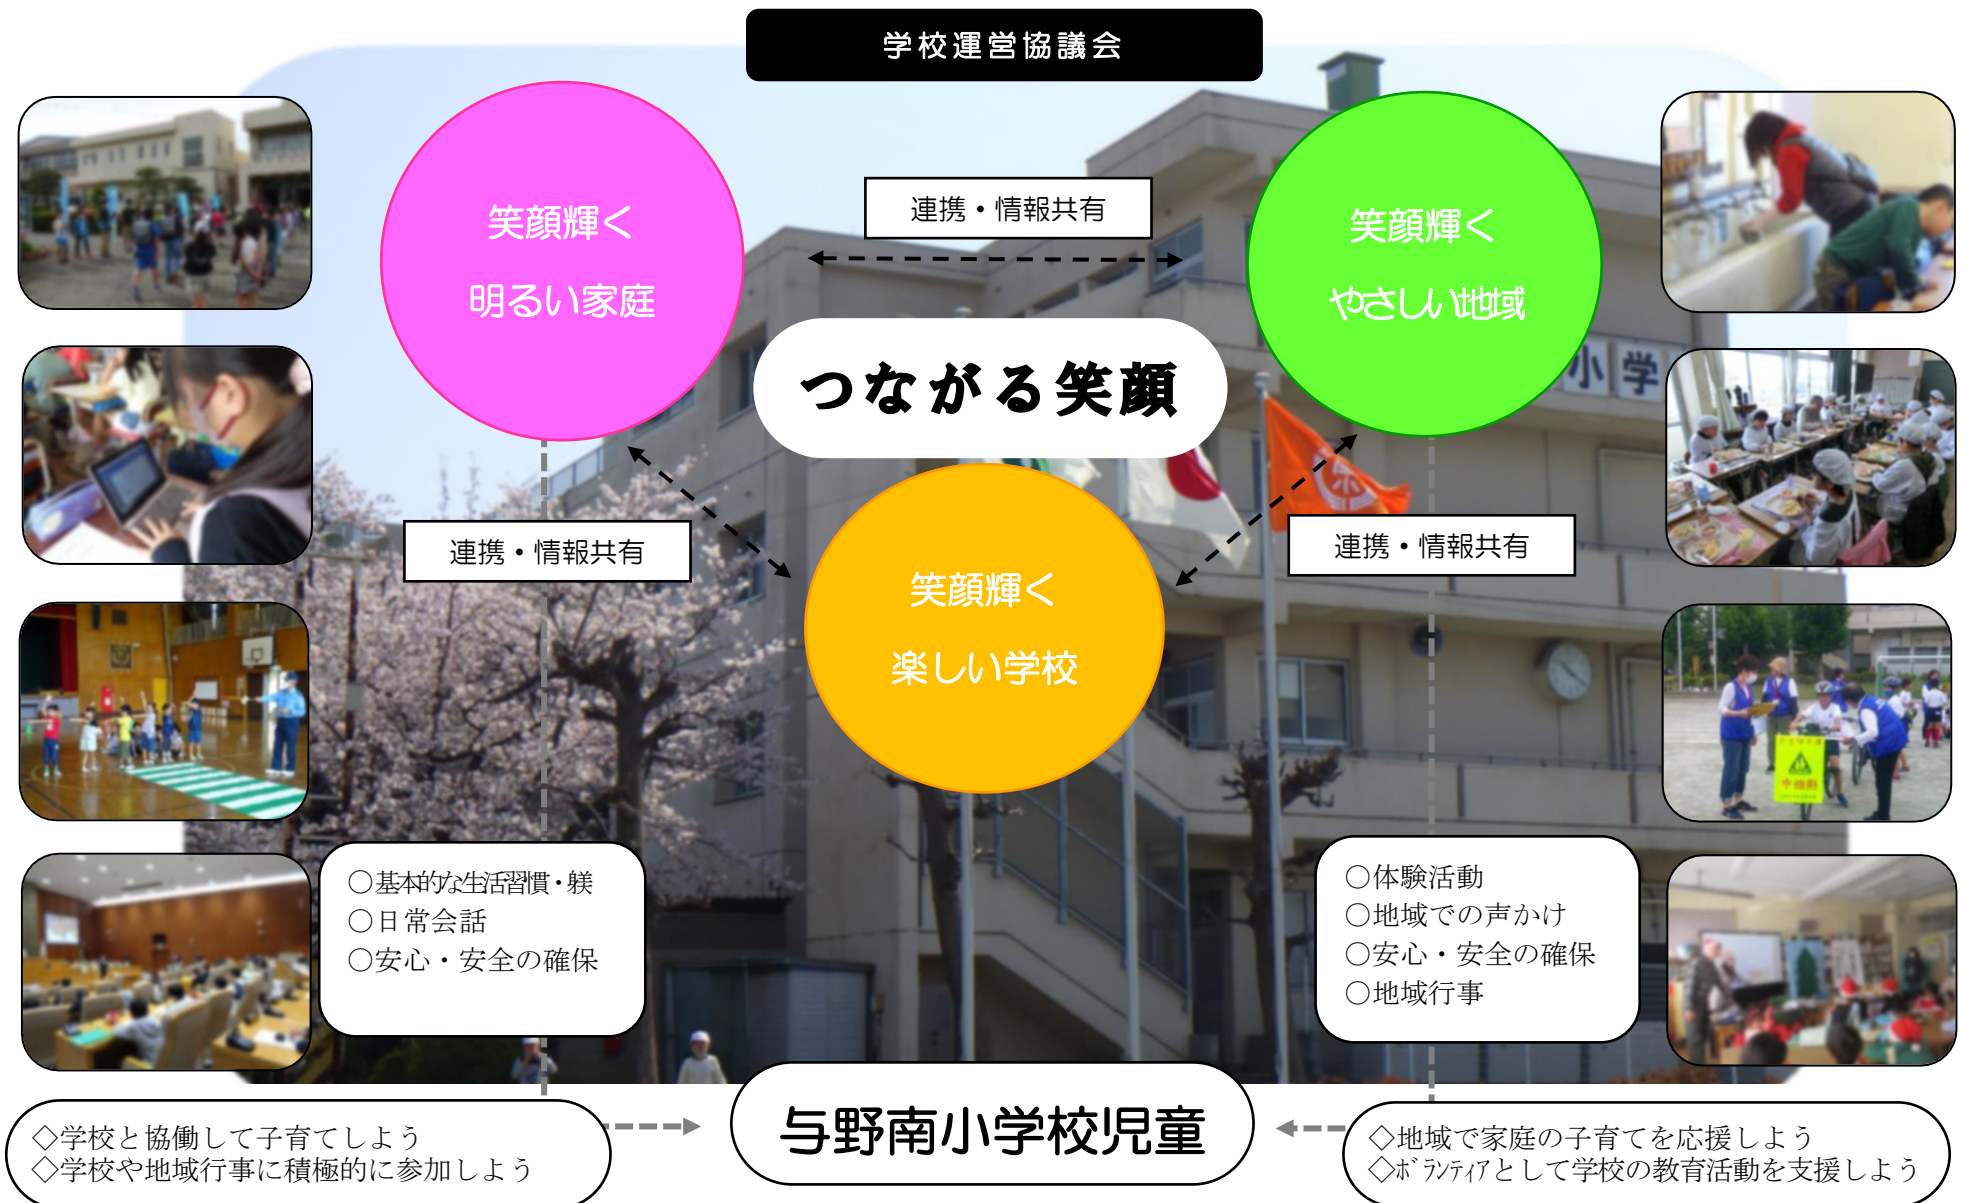 学校運営協議会
笑顔輝く
明るい家庭
連携・情報共有
笑顔輝く
やさしい地域
つながる笑顔
小学
連携・情報共有
連携・情報共有
笑顔輝く
楽しい学校
○基本的な生活習慣・躾
○日常会話
○安心・安全の確保
○体験活動
○地域での声かけ
○安心・安全の確保
○地域行事
与野南小学校児童
◇学校と協働して子育てしよう
◇学校や地域行事に積極的に参加しよう
◇地域で家庭の子育てを応援しよう
◇ボランティアとして学校の教育活動を支援しよう